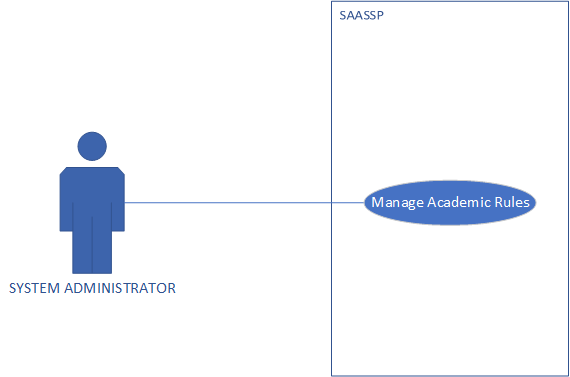 SAASSP
Manage Academic Rules
SYSTEM ADMINISTRATOR